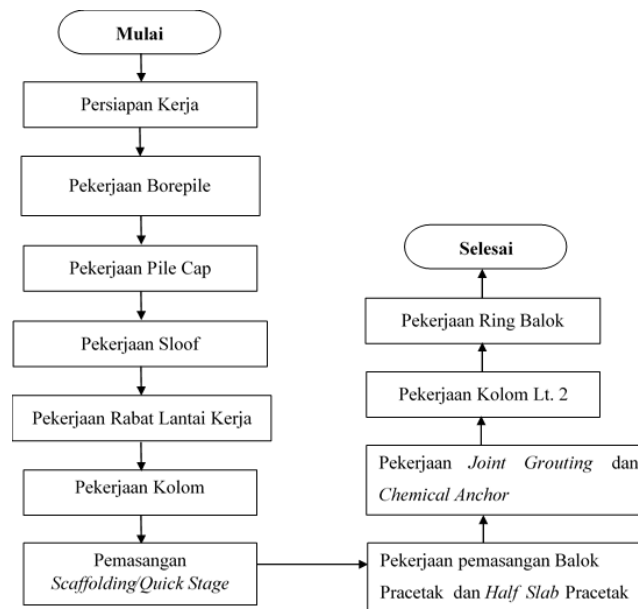 Mulai
Persiapan Kerja
Pekerjaan Borepile
Pekerjaan Pile Cap
Pekerjaan Sloof
Pekerjaan Rabat Lantai Kerja
Pekerjaan Kolom
Pemasangan
Scaffolding/Quick Stage
Pekerjaan pemasangan Balok
Pracetak dan Half Slab Pracetak
Pekerjaan Joint Grouting dan
Chemical Anchor
Pekerjaan Kolom Lt. 2
Pekerjaan Ring Balok
Selesai